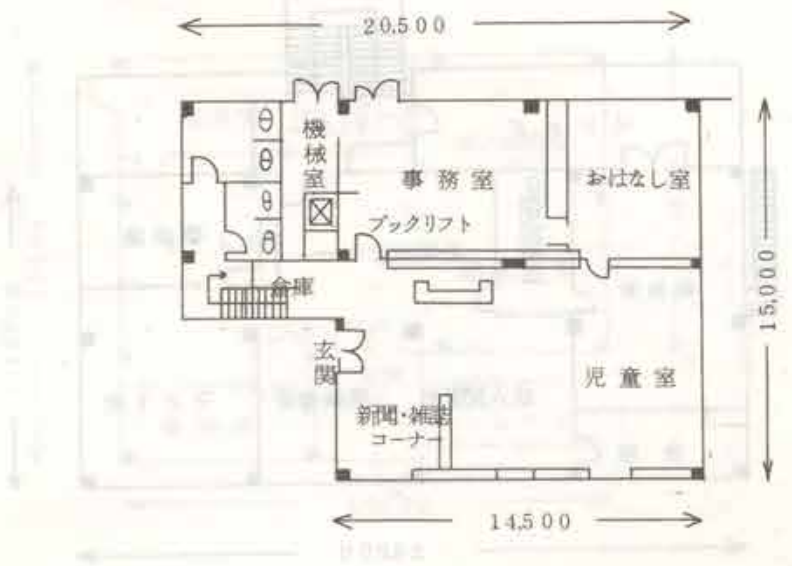 20,500
機械室
事務室
おはなし室
ブックリフト
倉庫
15,000
玄関
児童室
新聞・雑誌
コーナー
14,500